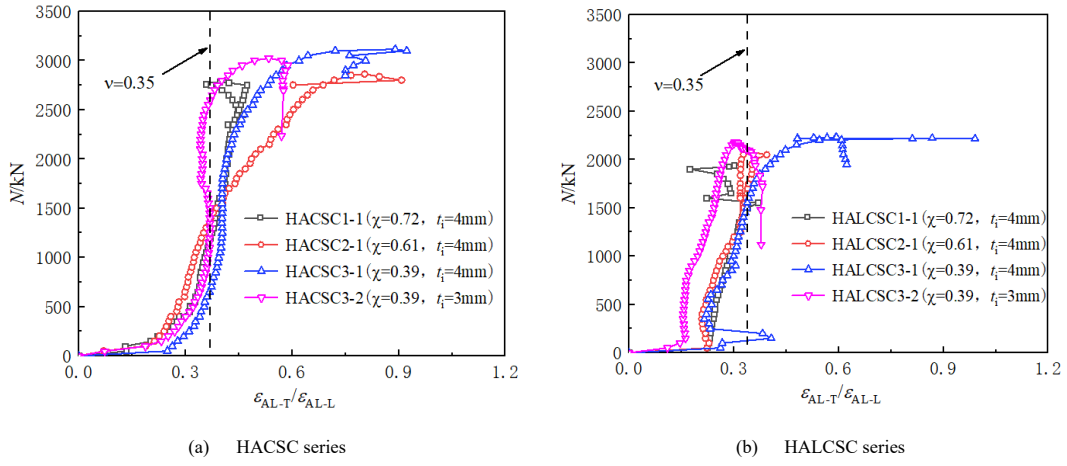 3500
3000
2500
2000
1500
1000
500
0
N/kN
ν=0.35
HACSC1-1(χ=0.72, tᵢ=4mm)
HACSC2-1(χ=0.61, tᵢ=4mm)
HACSC3-1(χ=0.39, tᵢ=4mm)
HACSC3-2(χ=0.39, tᵢ=3mm)
0.0 0.3 0.6 0.9 1.2
ε_AL-T/ε_AL-L
(a) HACSC series
3500
3000
2500
2000
1500
1000
500
0
N/kN
ν=0.35
HALCSC1-1(χ=0.72, tᵢ=4mm)
HALCSC2-1(χ=0.61, tᵢ=4mm)
HALCSC3-1(χ=0.39, tᵢ=4mm)
HALCSC3-2(χ=0.39, tᵢ=3mm)
0.0 0.3 0.6 0.9 1.2
ε_AL-T/ε_AL-L
(b) HALCSC series